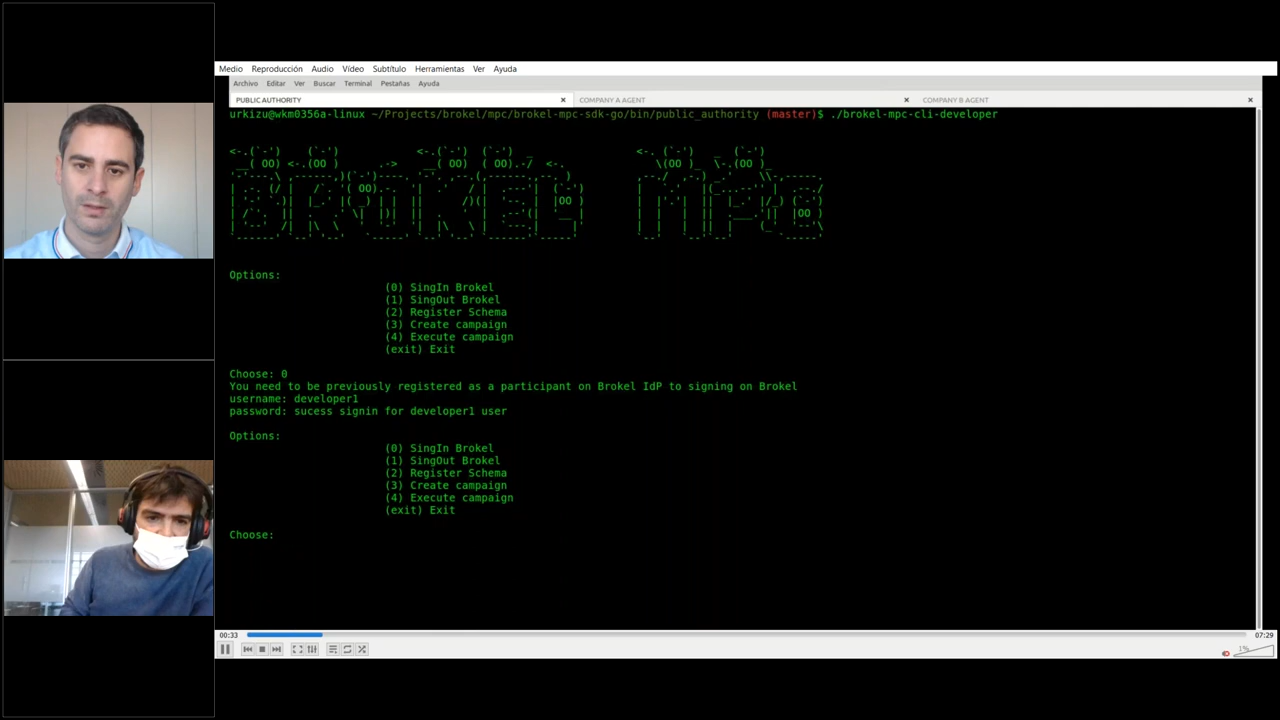 Medio Reproducción Audio Vídeo Subtítulo Herramientas Ver Ayuda
Archivo Editar Ver Buscar Terminal Pestañas Ayuda
PUBLIC AUTHORITY COMPANY A AGENT COMPANY B AGENT
urkizu@wkm0356a-linux ~/Projects/brokel/mpc/brokel-mpc-sdk-go/bin/public_authority (master)$ ./brokel-mpc-cli-developer
BROKEL MPC
Options:
(0) SingIn Brokel
(1) SingOut Brokel
(2) Register Schema
(3) Create campaign
(4) Execute campaign
(exit) Exit
Choose: 0
You need to be previously registered as a participant on Brokel IdP to signing on Brokel
username: developer1
password: sucess signin for developer1 user
Options:
(0) SingIn Brokel
(1) SingOut Brokel
(2) Register Schema
(3) Create campaign
(4) Execute campaign
(exit) Exit
Choose:
00:33 07:29
1%